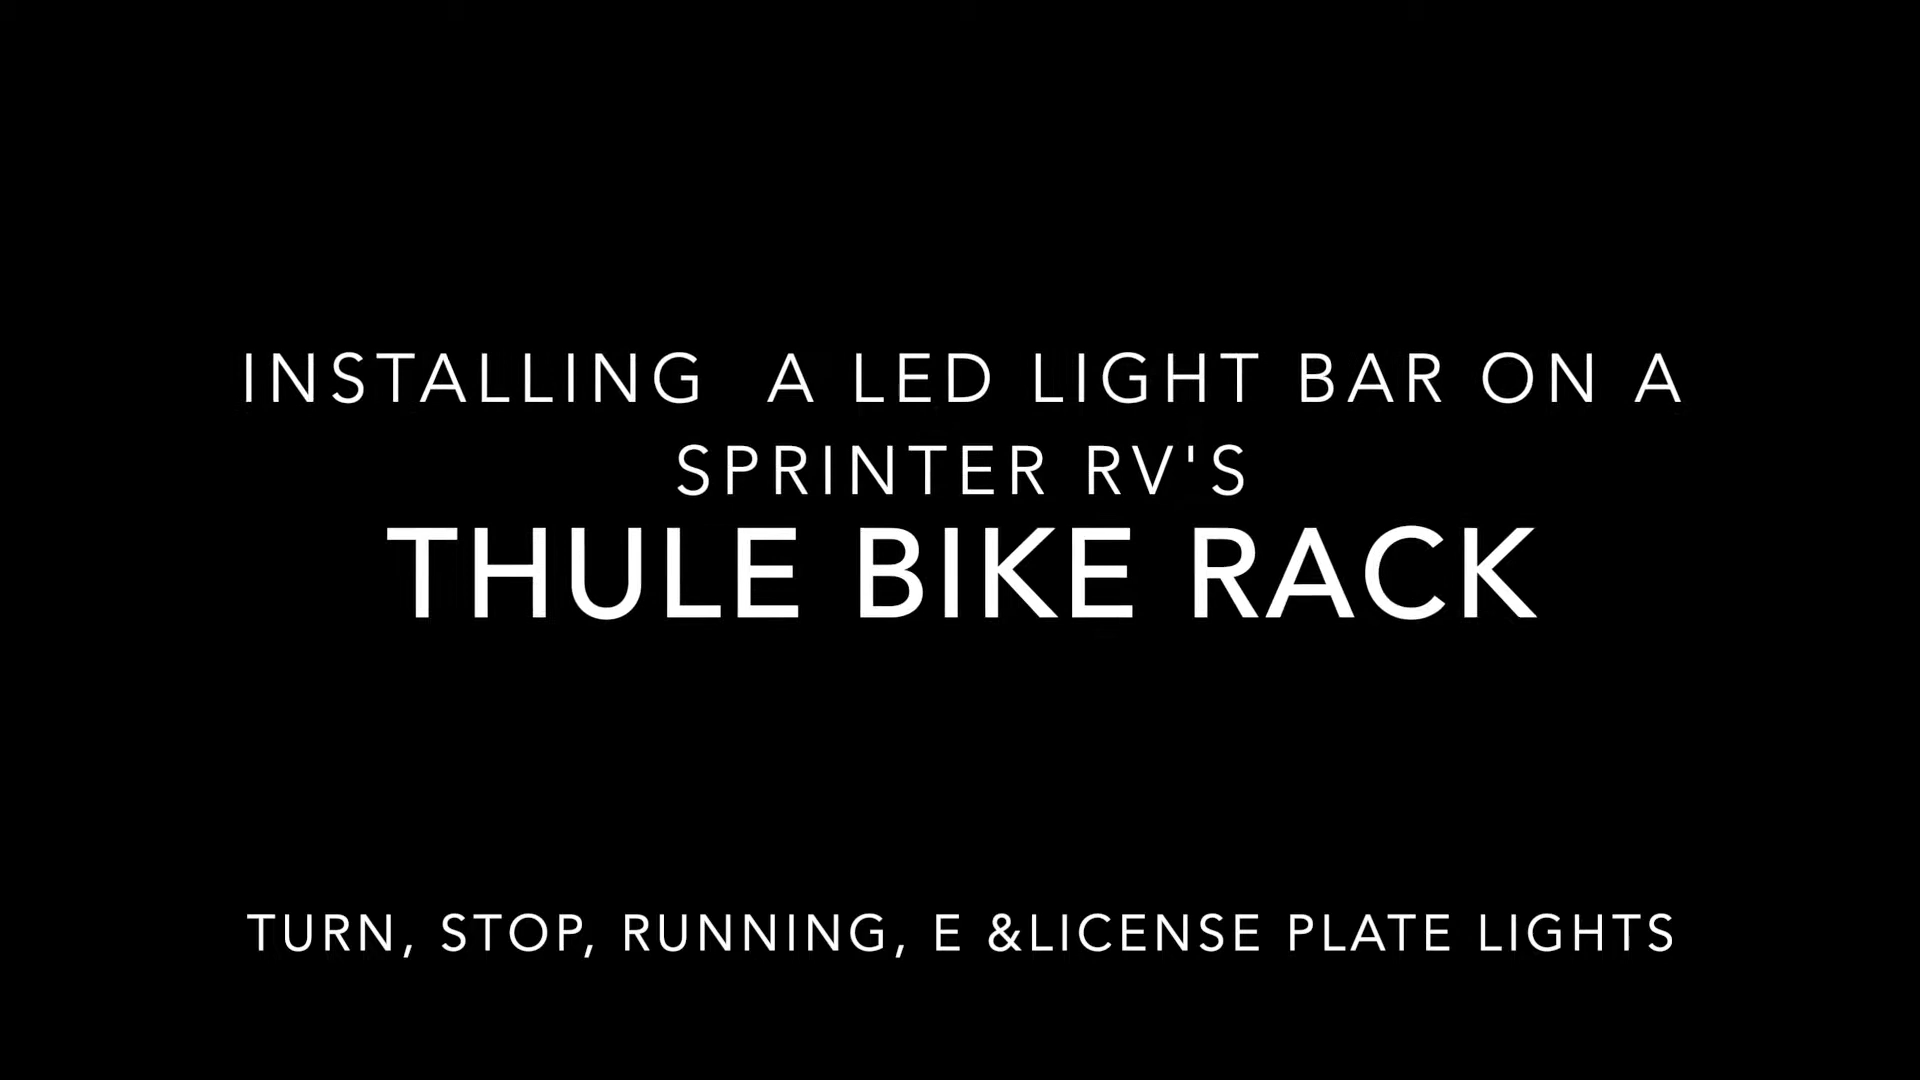 INSTALLING  A LED LIGHT BAR ON A
SPRINTER RV'S
THULE BIKE RACK
TURN, STOP, RUNNING, E &LICENSE PLATE LIGHTS